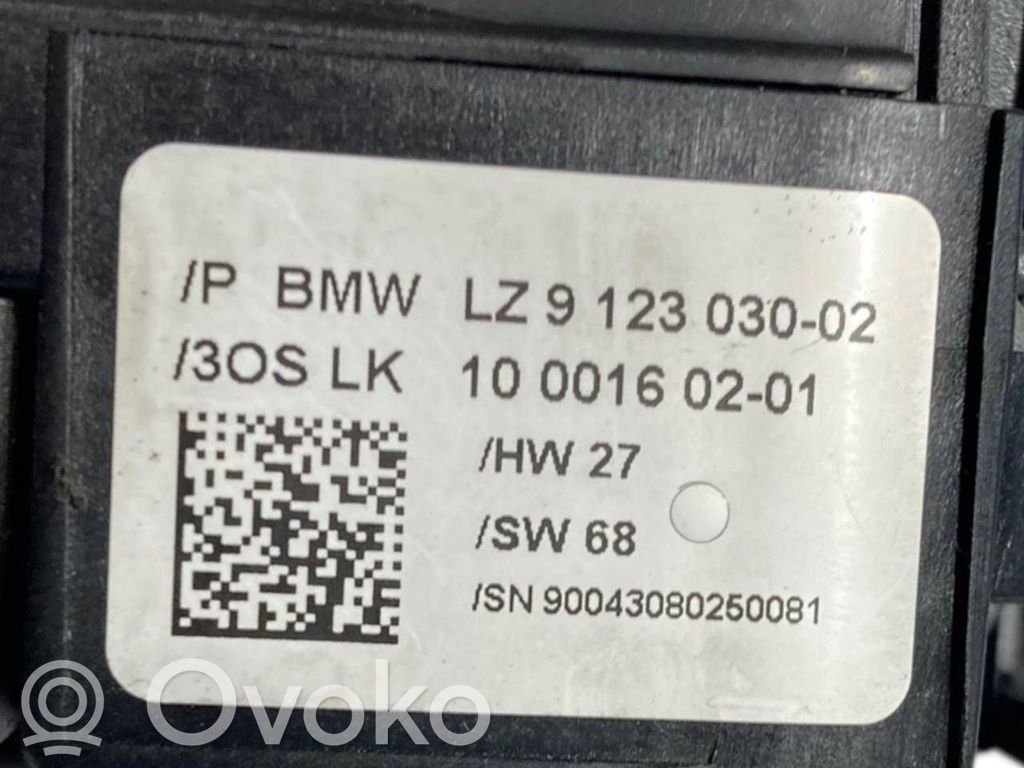 /P BMW LZ 9 123 030-02
/3OS LK 10 0016 02-01
/HW 27
/SW 68
/SN 90043080250081
Ovoko